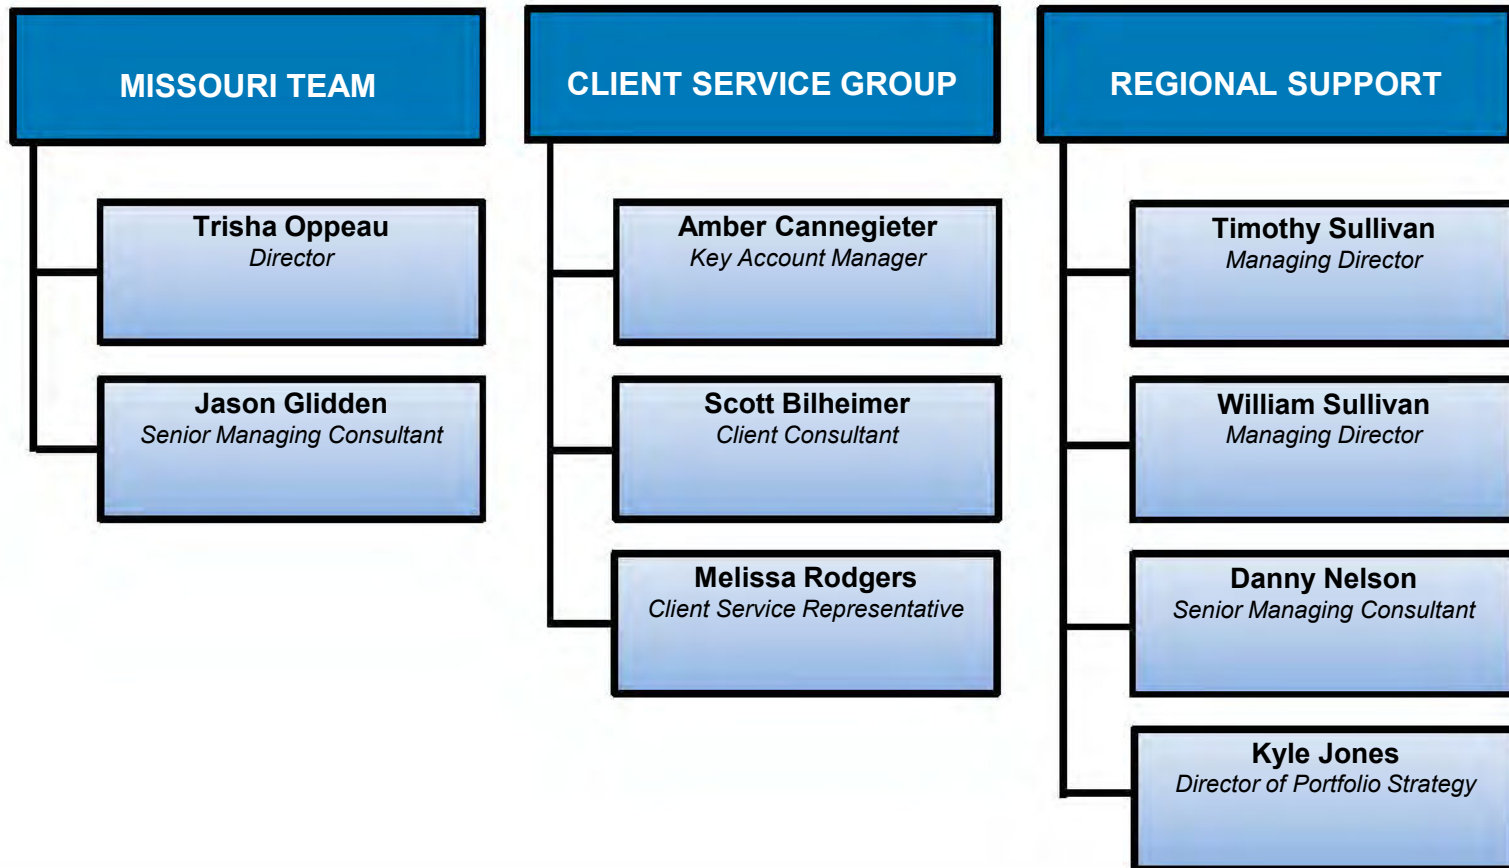 MISSOURI TEAM
Trisha Oppeau
Director
Jason Glidden
Senior Managing Consultant
CLIENT SERVICE GROUP
Amber Cannegieter
Key Account Manager
Scott Bilheimer
Client Consultant
Melissa Rodgers
Client Service Representative
REGIONAL SUPPORT
Timothy Sullivan
Managing Director
William Sullivan
Managing Director
Danny Nelson
Senior Managing Consultant
Kyle Jones
Director of Portfolio Strategy